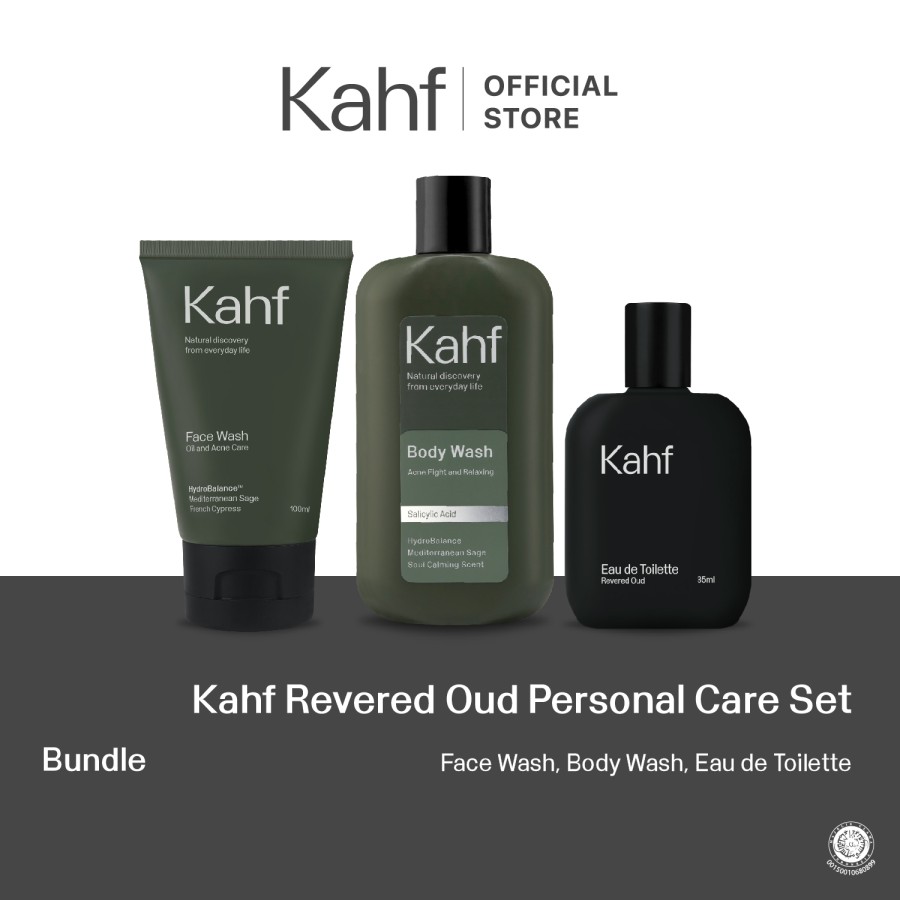 Kahf
OFFICIAL
STORE
Kahf
Natural discovery
from everyday life
Face Wash
Oil and Acne Care
HydroBalance™
Mediterranean Sage
French Cypress
100ml
Kahf
Natural discovery
from everyday life
Body Wash
Acne Fight and Relaxing
Salicylic Acid
HydroBalance
Mediterranean Sage
Soul Calming Scent
Kahf
Eau de Toilette
Revered Oud
35ml
Kahf Revered Oud Personal Care Set
Bundle
Face Wash, Body Wash, Eau de Toilette
00150010680899